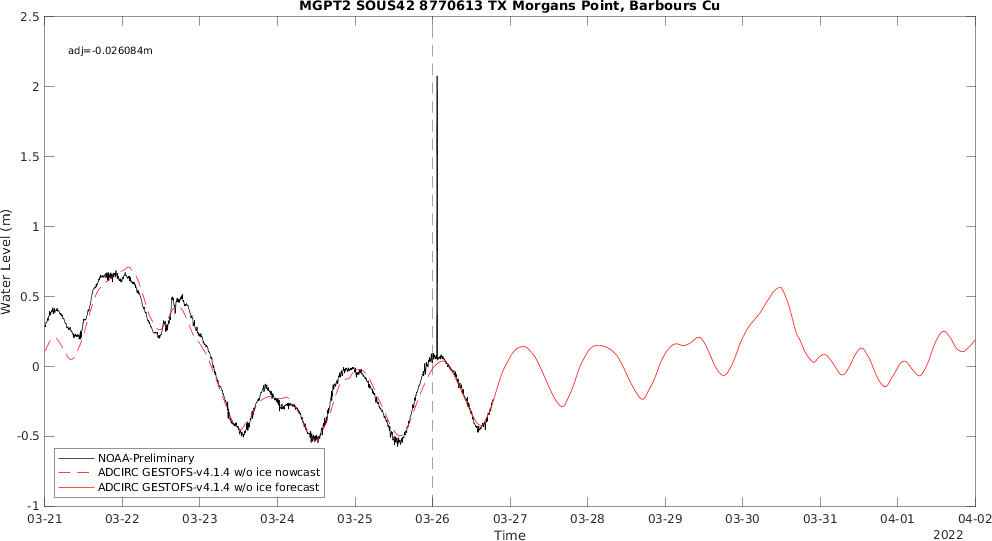 MGPT2 SOUS42 8770613 TX Morgans Point, Barbours Cu
adj=-0.026084m
Water Level (m)
2.5
2
1.5
1
0.5
0
-0.5
-1
NOAA-Preliminary
ADCIRC GESTOFS-v4.1.4 w/o ice nowcast
ADCIRC GESTOFS-v4.1.4 w/o ice forecast
03-21 03-22 03-23 03-24 03-25 03-26 03-27 03-28 03-29 03-30 03-31 04-01 04-02
Time
2022